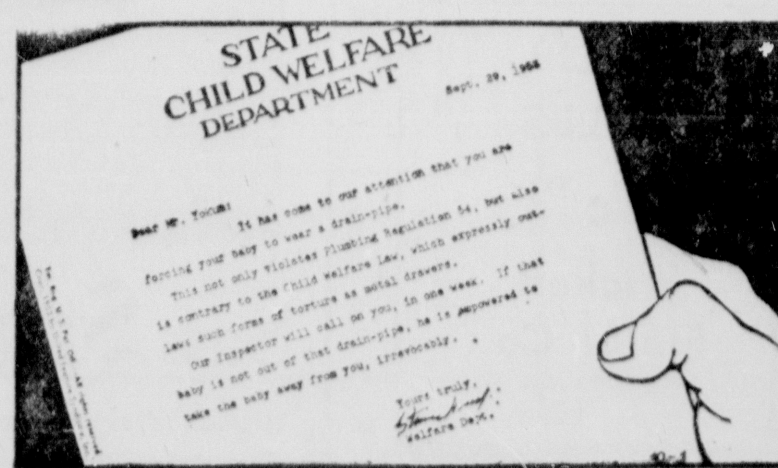 STATE
CHILD WELFARE
DEPARTMENT
Sept. 29, 1953
Dear Mr. Yokum:
It has come to our attention that you are
forcing your baby to wear a drain-pipe.
This not only violates Plumbing Regulation 64, but also
is contrary to the Child Welfare Law, which expressly out-
laws such forms of torture as metal drawers.
Our Inspector will call on you, in one week. If that
baby is not out of that drain-pipe, he is empowered to
take the baby away from you, irrevocably.
Yours truly,
Welfare Dept.